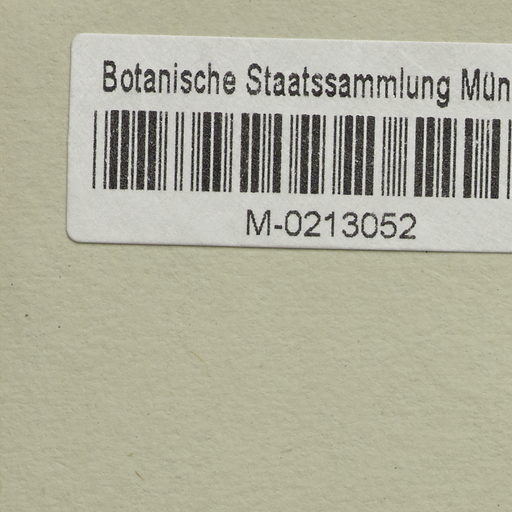 Botanische Staatssammlung Mün
M-0213052